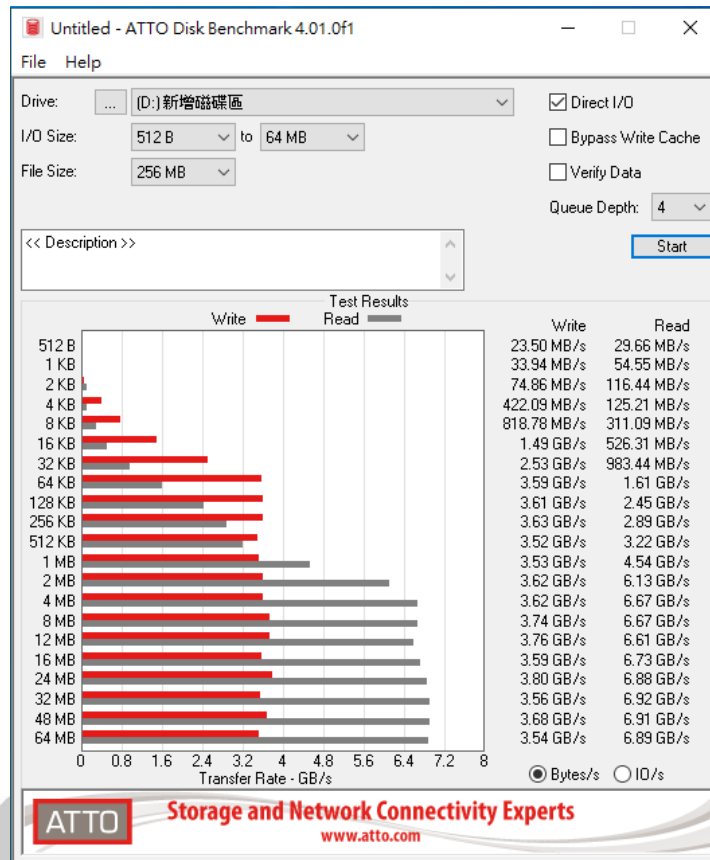 Untitled - ATTO Disk Benchmark 4.01.0f1
File Help
Drive: ... (D:)新增磁碟區 Direct I/O
I/O Size: 512 B to 64 MB Bypass Write Cache
File Size: 256 MB Verify Data
Queue Depth: 4
<< Description >> Start
Test Results
Write Read Write Read
512 B 23.50 MB/s 29.66 MB/s
1 KB 33.94 MB/s 54.55 MB/s
2 KB 74.86 MB/s 116.44 MB/s
4 KB 422.09 MB/s 125.21 MB/s
8 KB 818.78 MB/s 311.09 MB/s
16 KB 1.49 GB/s 526.31 MB/s
32 KB 2.53 GB/s 983.44 MB/s
64 KB 3.59 GB/s 1.61 GB/s
128 KB 3.61 GB/s 2.45 GB/s
256 KB 3.63 GB/s 2.89 GB/s
512 KB 3.52 GB/s 3.22 GB/s
1 MB 3.53 GB/s 4.54 GB/s
2 MB 3.62 GB/s 6.13 GB/s
4 MB 3.62 GB/s 6.67 GB/s
8 MB 3.74 GB/s 6.67 GB/s
12 MB 3.76 GB/s 6.61 GB/s
16 MB 3.59 GB/s 6.73 GB/s
24 MB 3.80 GB/s 6.88 GB/s
32 MB 3.56 GB/s 6.92 GB/s
48 MB 3.68 GB/s 6.91 GB/s
64 MB 3.54 GB/s 6.89 GB/s
0 0.8 1.6 2.4 3.2 4 4.8 5.6 6.4 7.2 8
Transfer Rate - GB/s Bytes/s IO/s
ATTO Storage and Network Connectivity Experts
www.atto.com